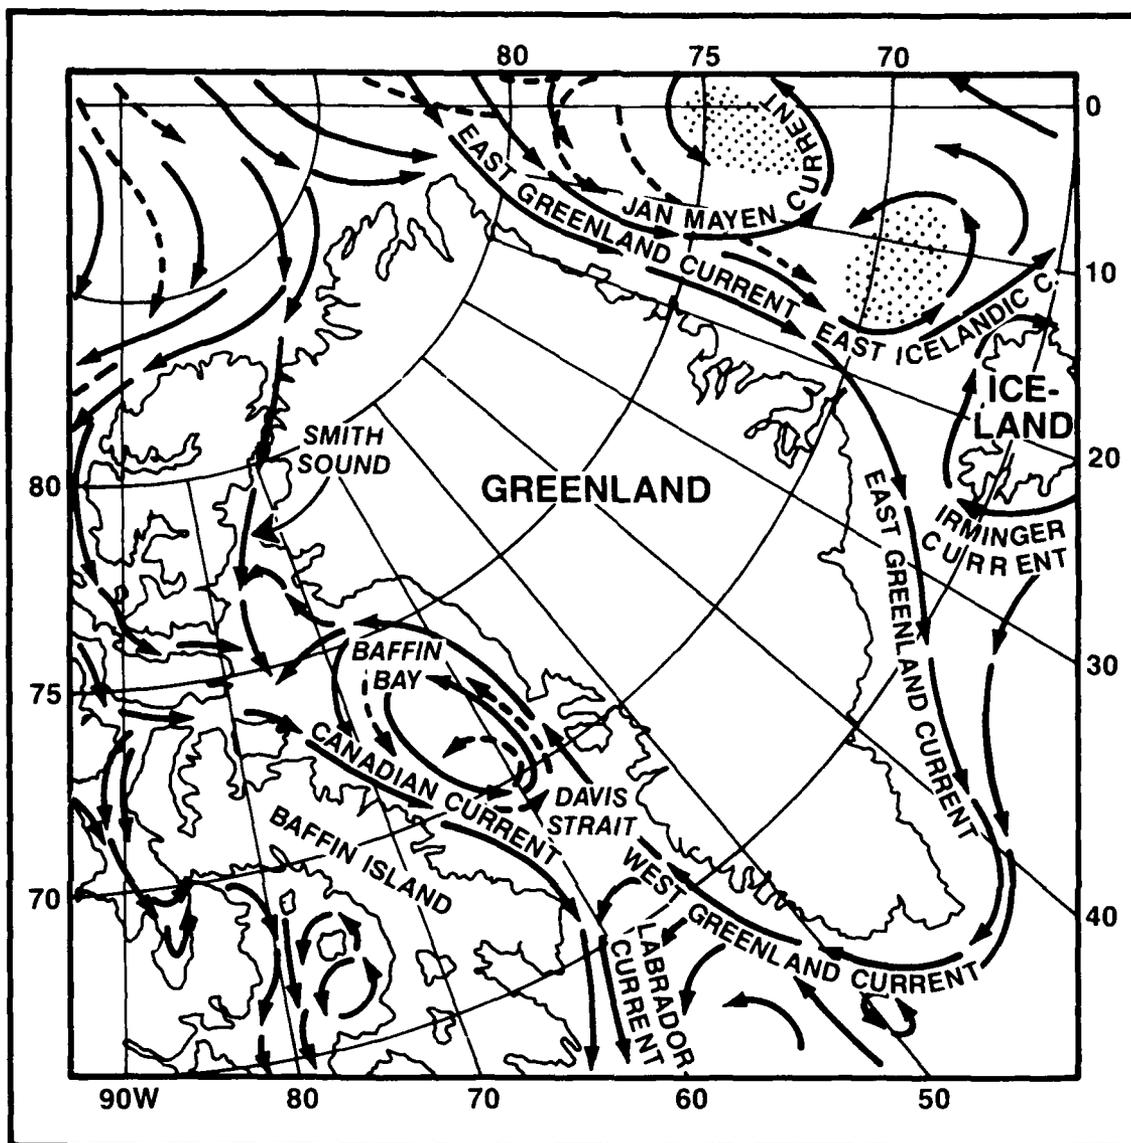 80 75 70
0
10
20
30
40
EAST GREENLAND CURRENT
JAN MAYEN CURRENT
EAST ICELANDIC C.
ICE-
LAND
SMITH
SOUND
GREENLAND
80
EAST GREENLAND CURRENT
IRMINGER
CURRENT
BAFFIN
BAY
75
CANADIAN CURRENT
DAVIS
STRAIT
BAFFIN ISLAND
WEST GREENLAND CURRENT
70
LABRADOR
CURRENT
90W 80 70 60 50